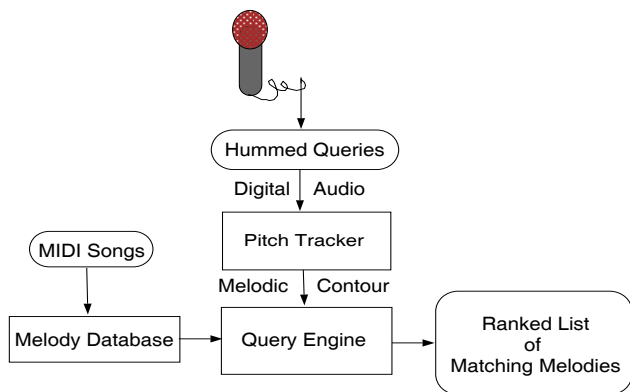 Hummed Queries
Digital Audio
Pitch Tracker
MIDI Songs
Melodic Contour
Melody Database
Query Engine
Ranked List
of
Matching Melodies